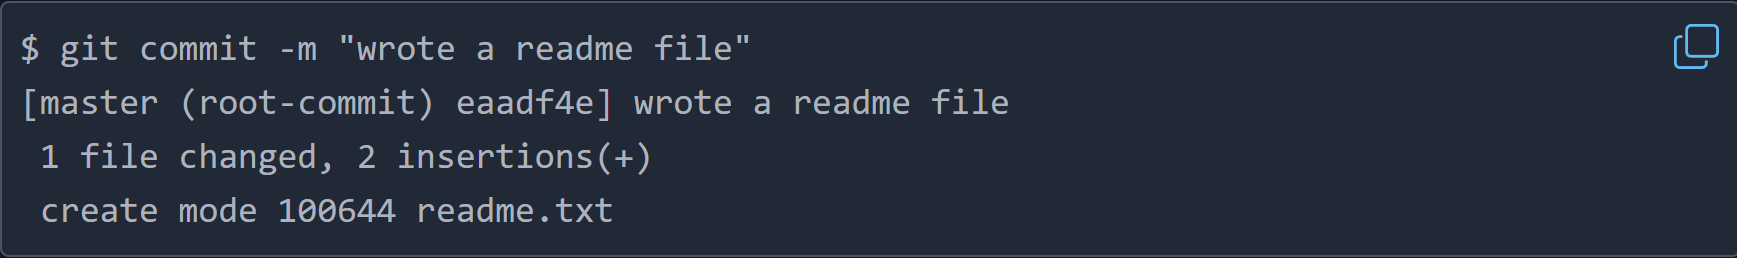 $ git commit -m "wrote a readme file"
[master (root-commit) eaadf4e] wrote a readme file
 1 file changed, 2 insertions(+)
 create mode 100644 readme.txt